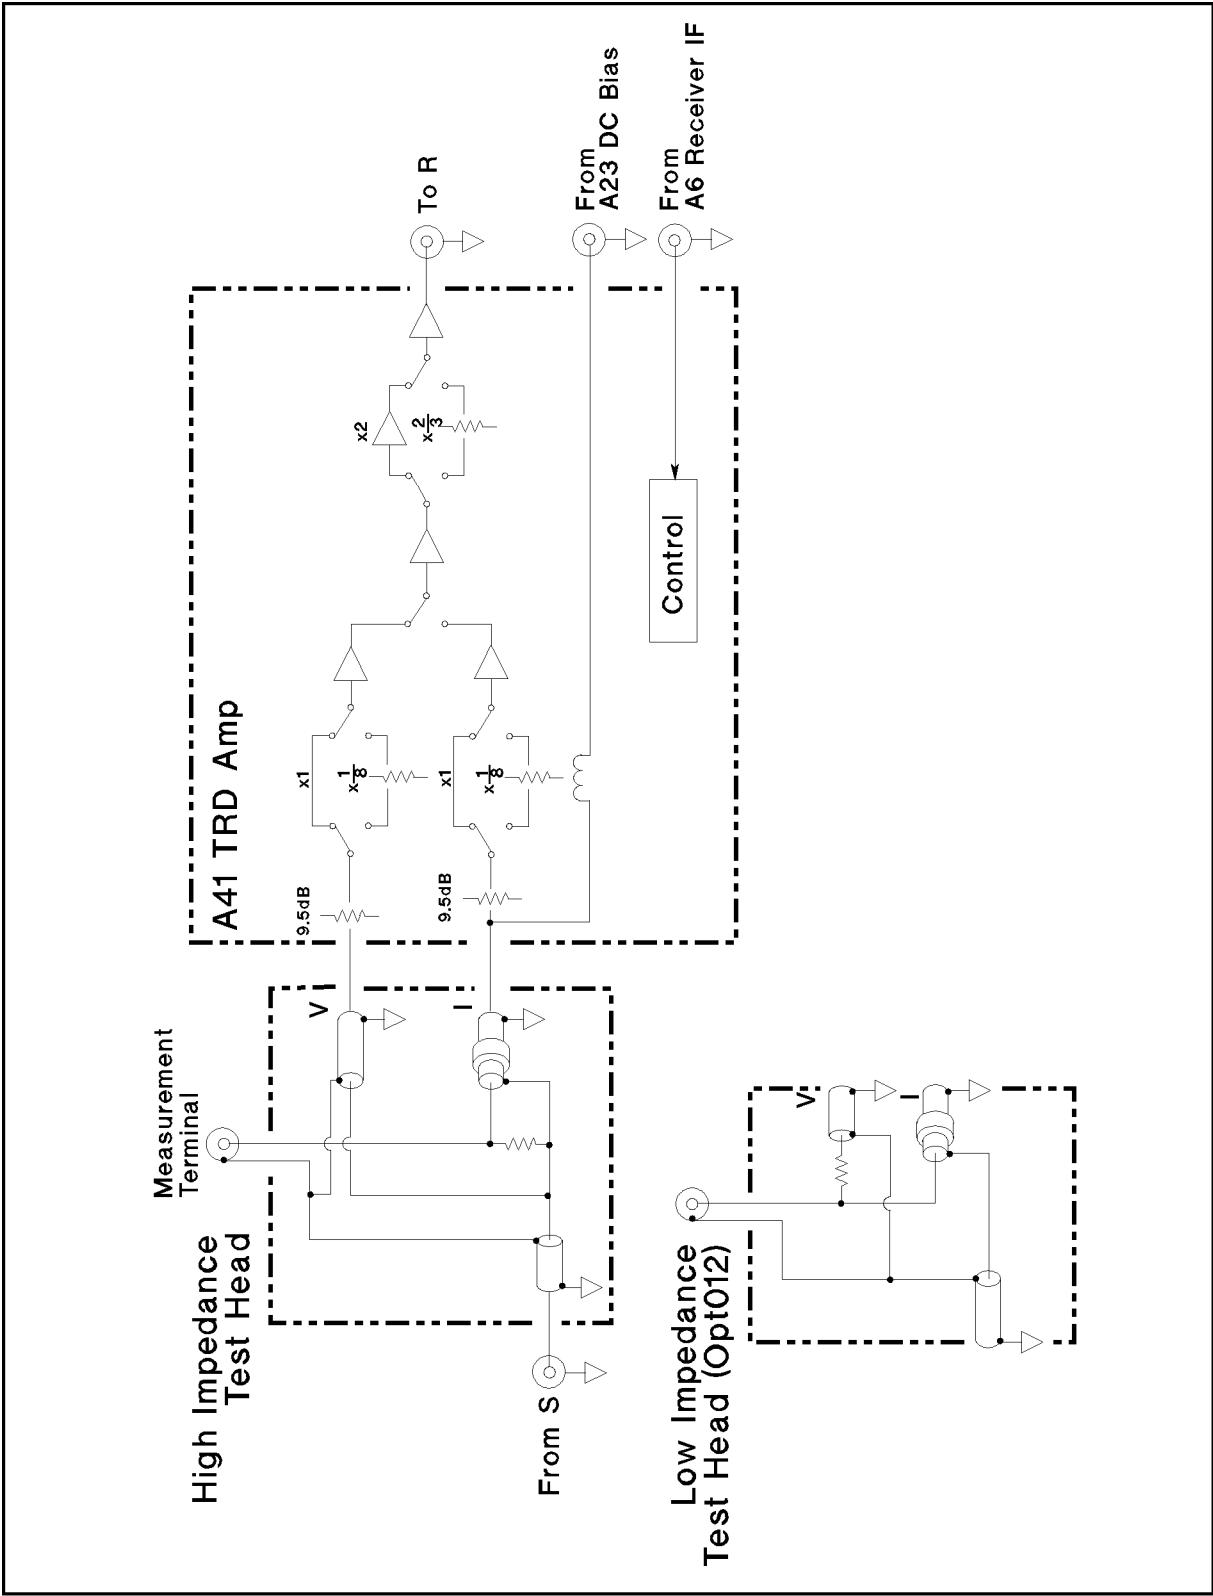 High Impedance
Test Head
Measurement
Terminal
V
I
From S
A41 TRD Amp
9.5dB
x1
x1/8
9.5dB
x1
x1/8
x2
x2/3
To R
From
A23 DC Bias
From
A6 Receiver IF
Control
Low Impedance
Test Head (Opt012)
V
I